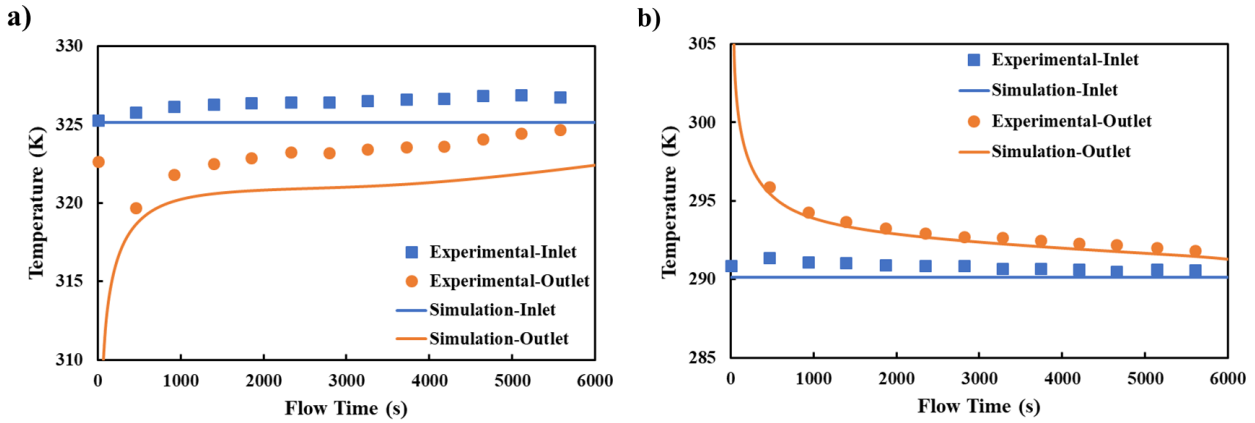 a)
330
325
320
315
310
Temperature (K)
0 1000 2000 3000 4000 5000 6000
Flow Time (s)
Experimental-Inlet
Experimental-Outlet
Simulation-Inlet
Simulation-Outlet
b)
305
300
295
290
285
Temperature (K)
0 1000 2000 3000 4000 5000 6000
Flow Time (s)
Experimental-Inlet
Simulation-Inlet
Experimental-Outlet
Simulation-Outlet